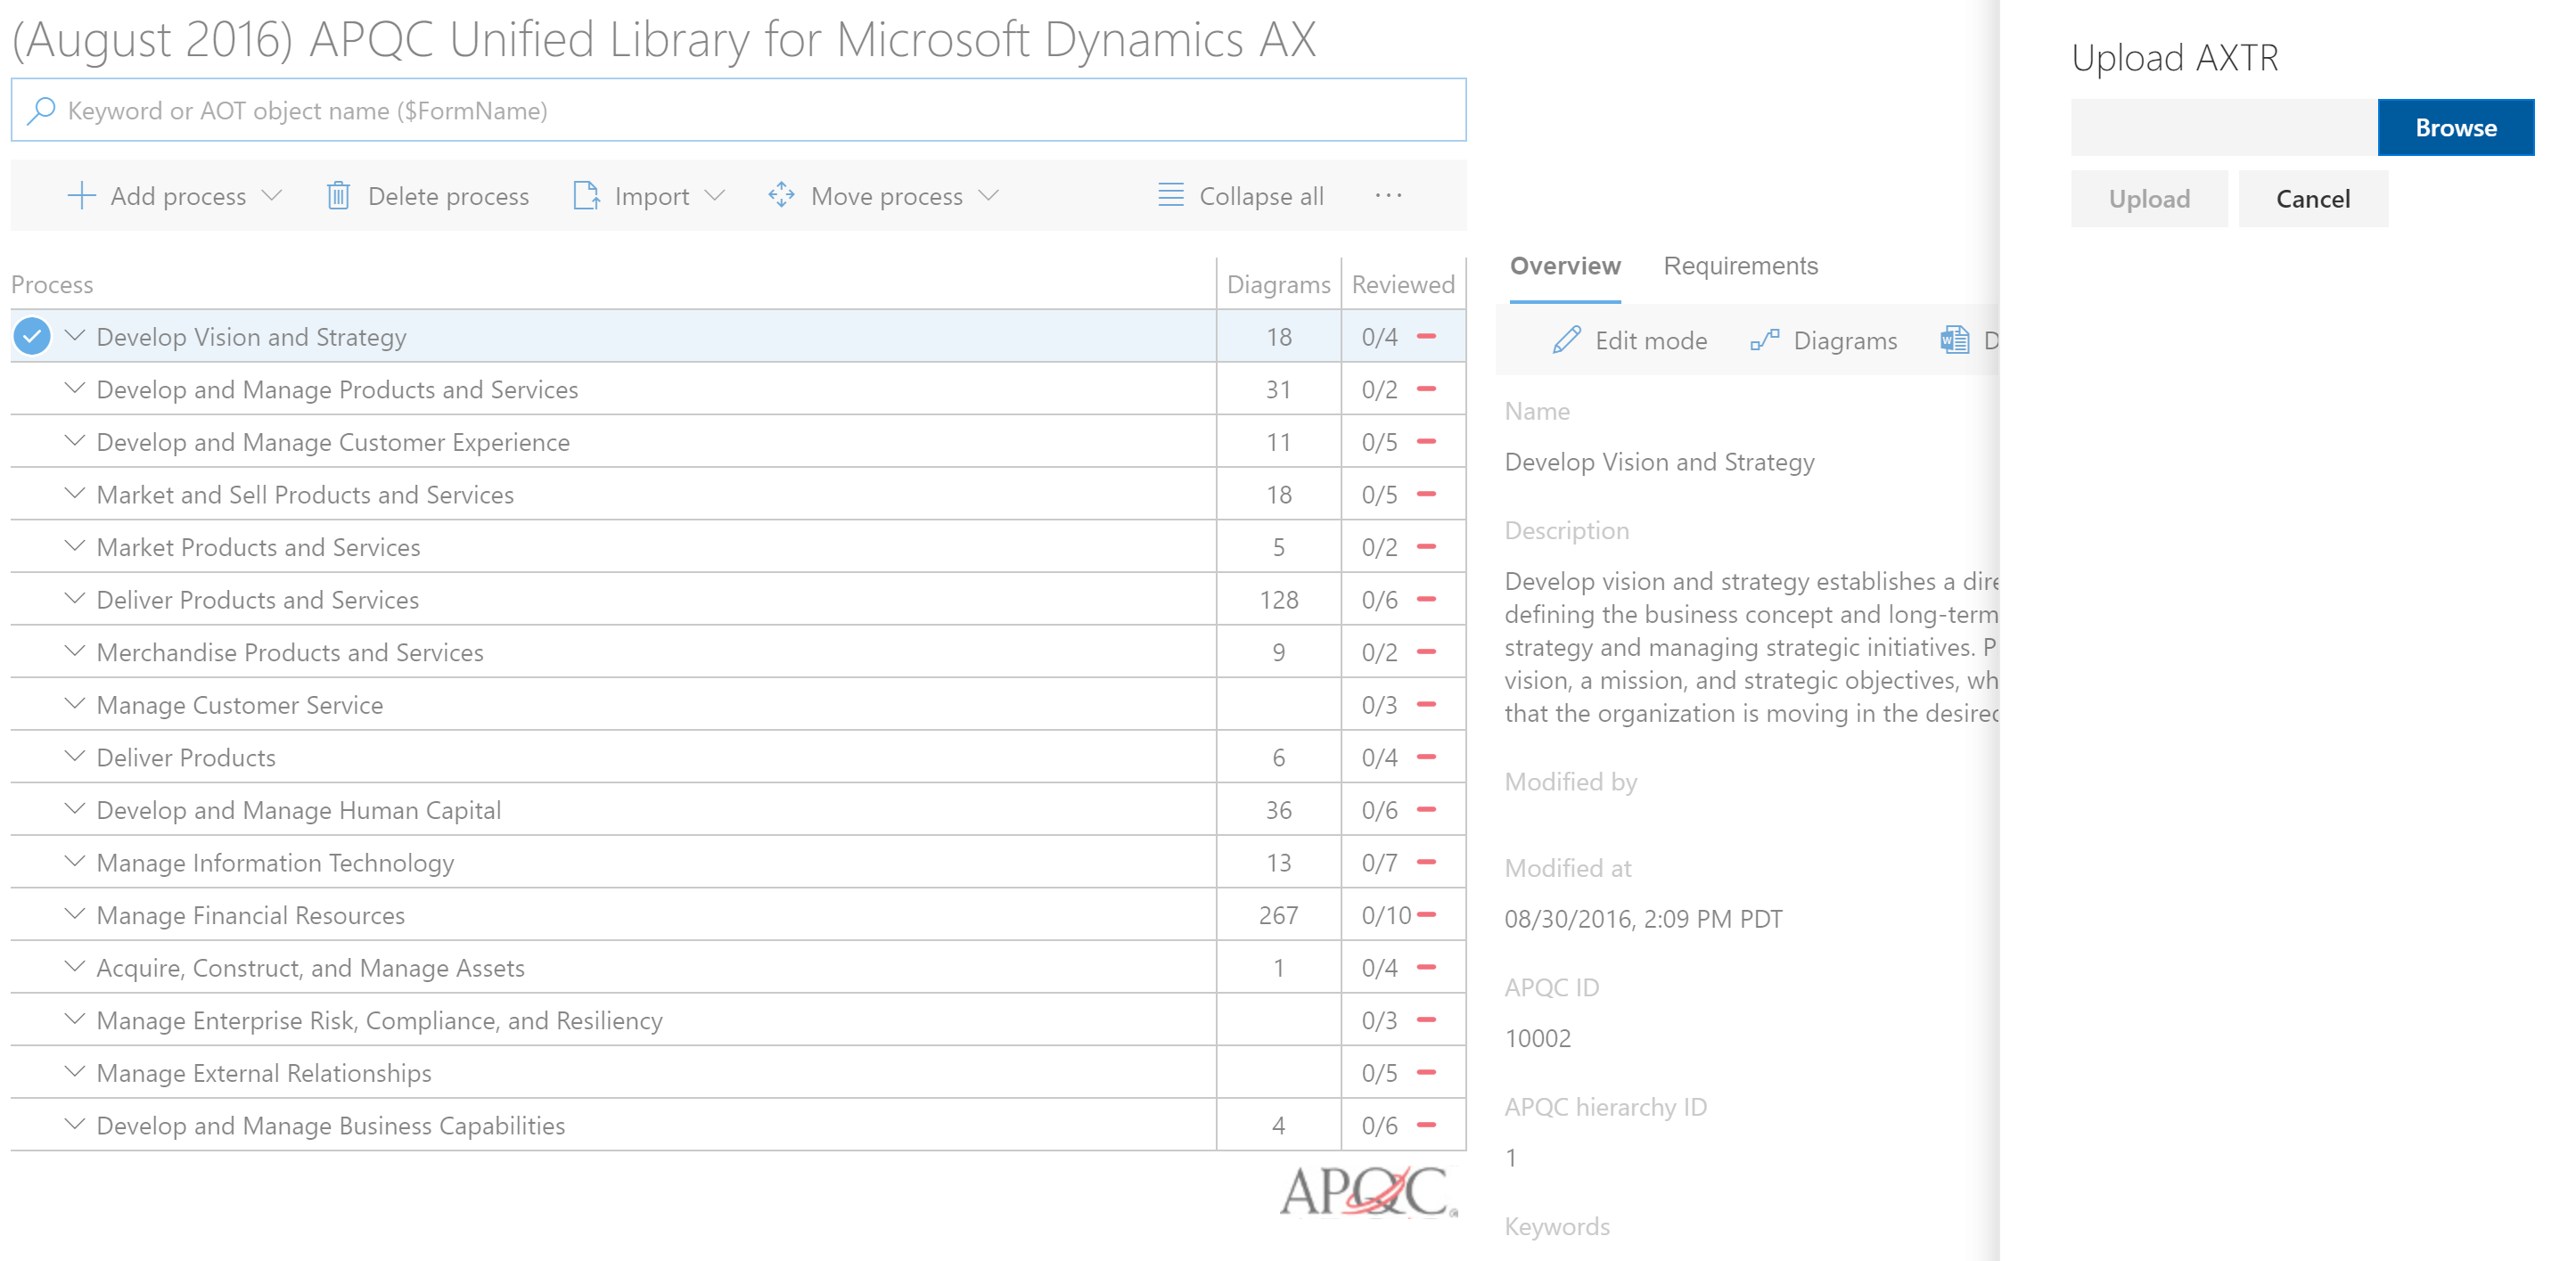 (August 2016) APQC Unified Library for Microsoft Dynamics AX
Keyword or AOT object name ($FormName)
Add process
Delete process
Import
Move process
Collapse all
···
Process Diagrams Reviewed
Develop Vision and Strategy 18 0/4
Develop and Manage Products and Services 31 0/2
Develop and Manage Customer Experience 11 0/5
Market and Sell Products and Services 18 0/5
Market Products and Services 5 0/2
Deliver Products and Services 128 0/6
Merchandise Products and Services 9 0/2
Manage Customer Service 0/3
Deliver Products 6 0/4
Develop and Manage Human Capital 36 0/6
Manage Information Technology 13 0/7
Manage Financial Resources 267 0/10
Acquire, Construct, and Manage Assets 1 0/4
Manage Enterprise Risk, Compliance, and Resiliency 0/3
Manage External Relationships 0/5
Develop and Manage Business Capabilities 4 0/6
APQC
Overview Requirements
Edit mode Diagrams D
Name
Develop Vision and Strategy
Description
Develop vision and strategy establishes a dire
defining the business concept and long-term
strategy and managing strategic initiatives. P
vision, a mission, and strategic objectives, wh
that the organization is moving in the desired
Modified by
Modified at
08/30/2016, 2:09 PM PDT
APQC ID
10002
APQC hierarchy ID
1
Keywords
Upload AXTR
Browse
Upload Cancel